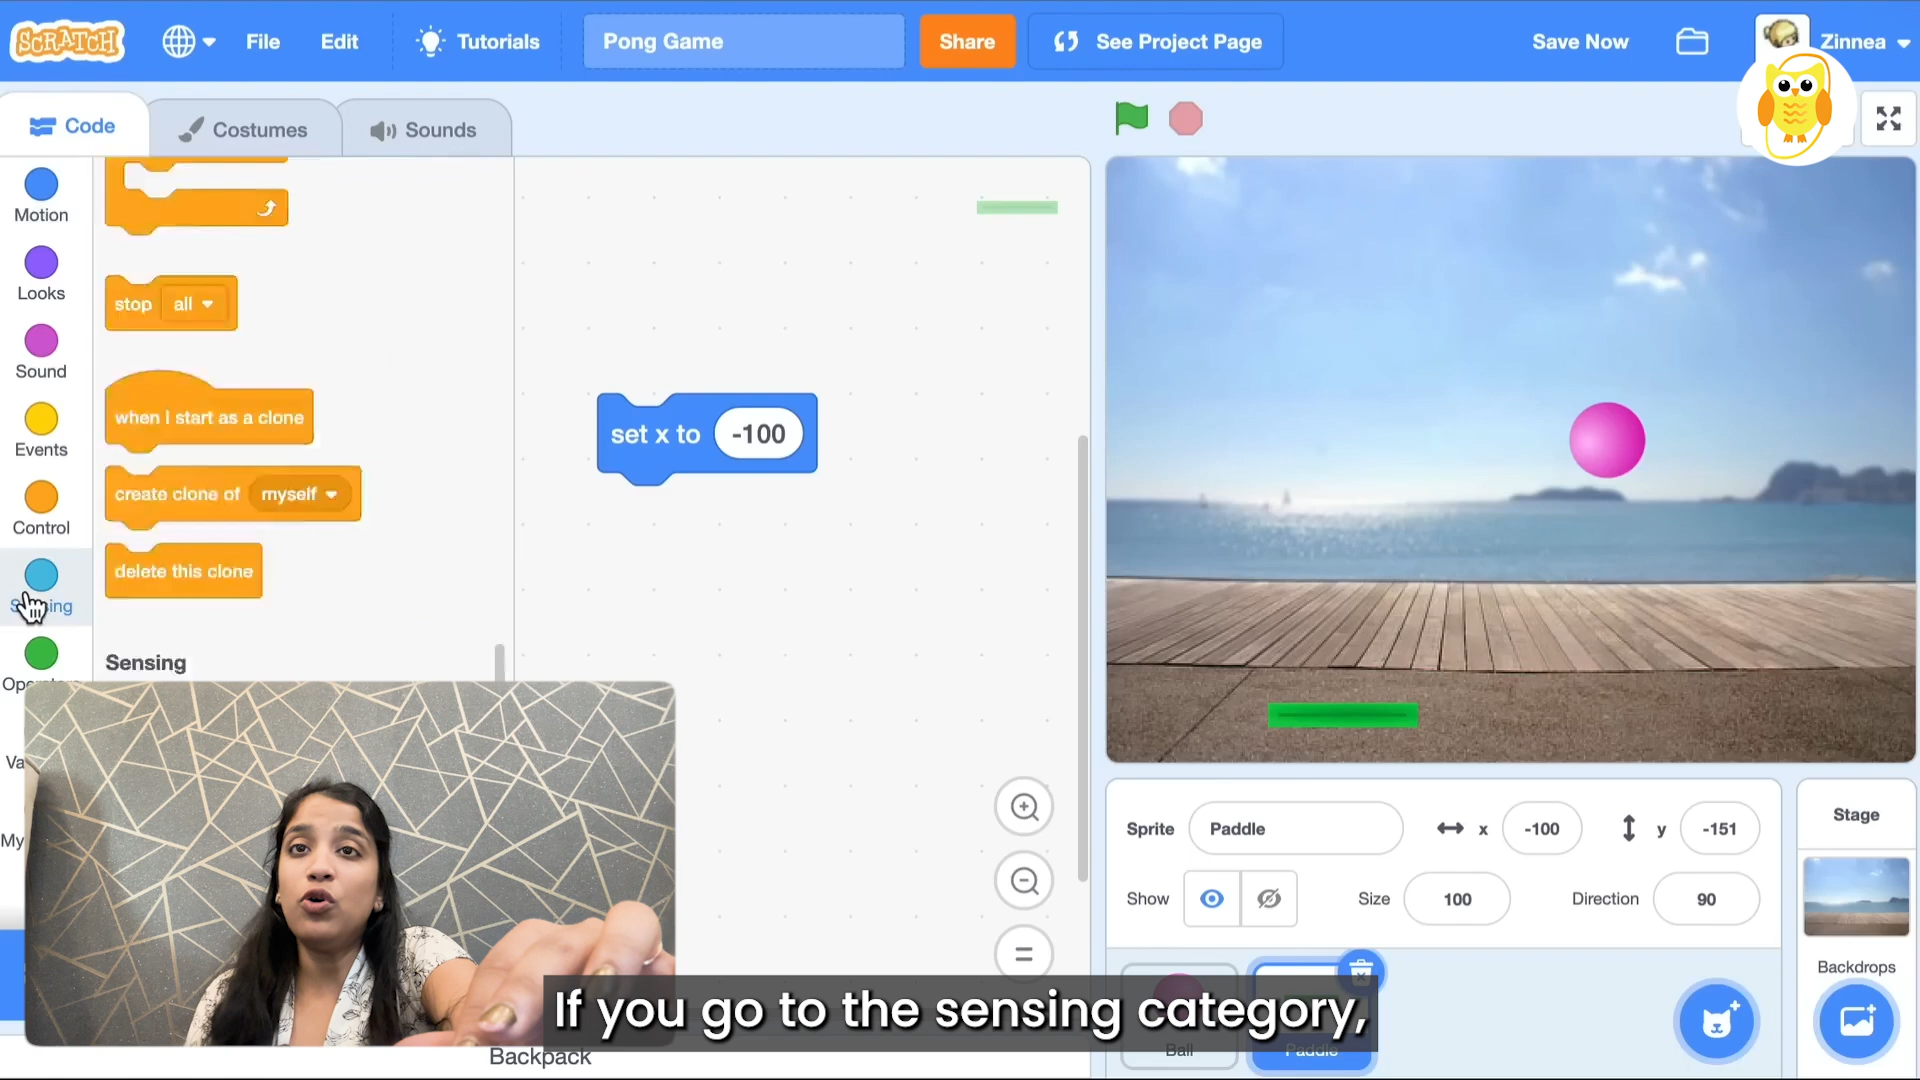 SCRATCH
File
Edit
Tutorials
Pong Game
Share
See Project Page
Save Now
Zinnea
Code
Costumes
Sounds
Motion
Looks
Sound
Events
Control
Sensing
stop all
when I start as a clone
create clone of myself
delete this clone
Sensing
set x to -100
Sprite Paddle
x -100
y -151
Show
Size 100
Direction 90
Stage
Backdrops
If you go to the sensing category,
Ball
Paddle
Backpack